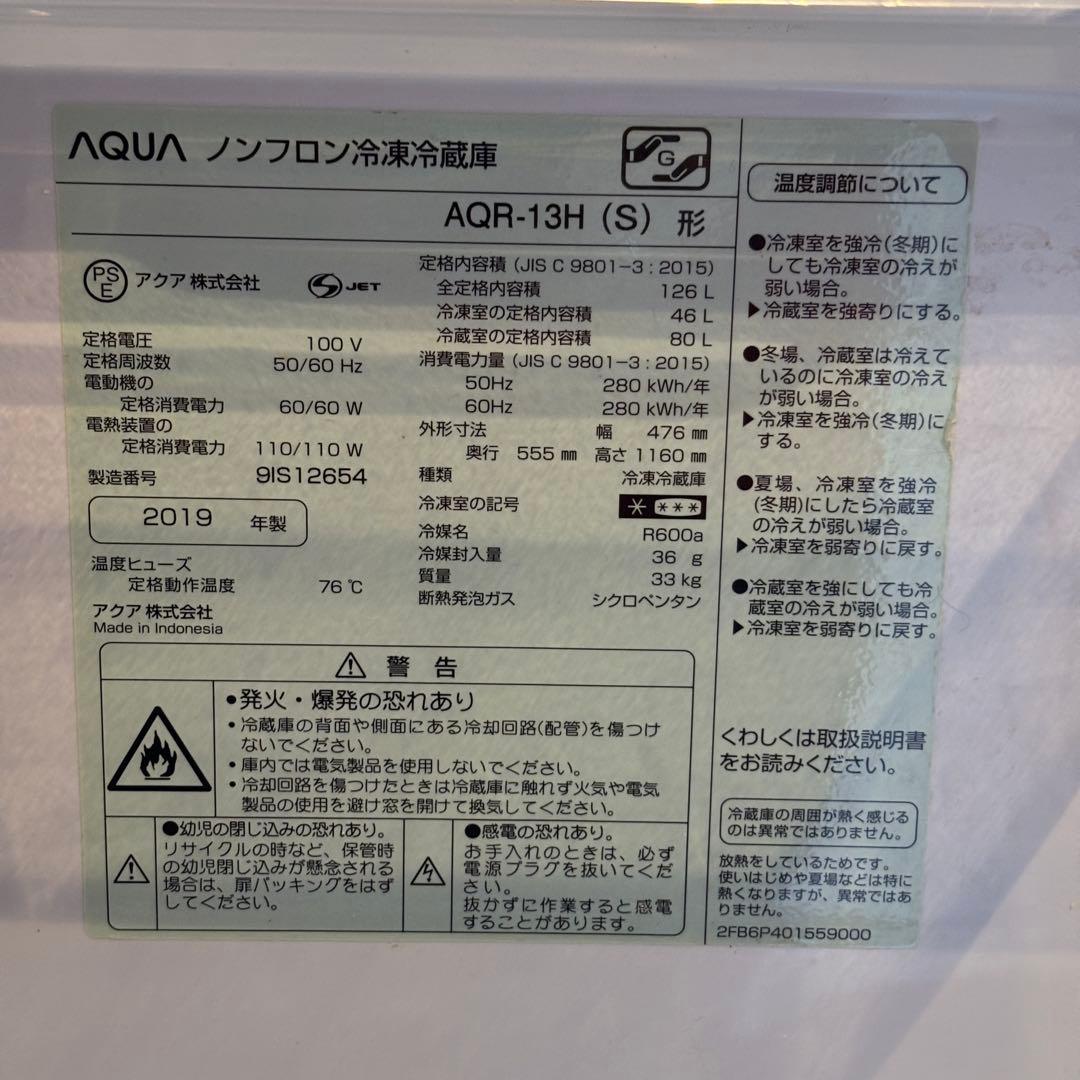 AQUA ノンフロン冷凍冷蔵庫
G
AQR-13H (S) 形
PSE アクア 株式会社
S JET
定格電圧 100 V
定格周波数 50/60 Hz
電動機の
定格消費電力 60/60 W
電熱装置の
定格消費電力 110/110 W
製造番号 9IS12654
2019 年製
温度ヒューズ
定格動作温度 76 ℃
アクア 株式会社
Made in Indonesia
定格内容積 (JIS C 9801-3 : 2015)
全定格内容積 126 L
冷凍室の定格内容積 46 L
冷蔵室の定格内容積 80 L
消費電力量 (JIS C 9801-3 : 2015)
50Hz 280 kWh/年
60Hz 280 kWh/年
外形寸法 幅 476 ㎜
奥行 555 ㎜ 高さ 1160 ㎜
種類 冷凍冷蔵庫
冷凍室の記号 * ***
冷媒名 R600a
冷媒封入量 36 g
質量 33 kg
断熱発泡ガス シクロペンタン
⚠ 警 告
•発火・爆発の恐れあり
・冷蔵庫の背面や側面にある冷却回路(配管)を傷つけ
ないでください。
・庫内では電気製品を使用しないでください。
・冷却回路を傷つけたときは冷蔵庫に触れず火気や電気
製品の使用を避け窓を開けて換気してください。
●幼児の閉じ込みの恐れあり。
リサイクルの時など、保管時
の幼児閉じ込みが懸念される
場合は、扉パッキングをはず
してください。
●感電の恐れあり。
お手入れのときは、必ず
電源プラグを抜いてくだ
さい。
抜かずに作業すると感電
することがあります。
温度調節について
●冷凍室を強冷(冬期)に
しても冷凍室の冷えが
弱い場合。
▶冷蔵室を強寄りにする。
●冬場、冷蔵室は冷えて
いるのに冷凍室の冷え
が弱い場合。
▶冷凍室を強冷(冬期)に
する。
●夏場、冷凍室を強冷
(冬期)にしたら冷蔵室
の冷えが弱い場合。
▶冷凍室を弱寄りに戻す。
●冷蔵室を強にしても冷
蔵室の冷えが弱い場合。
▶冷凍室を弱寄りに戻す。
くわしくは取扱説明書
をお読みください。
冷蔵庫の周囲が熱く感じる
のは異常ではありません。
放熱をしているためです。
使いはじめや夏場などは特に
熱くなりますが、異常ではあ
りません。
2FB6P401559000